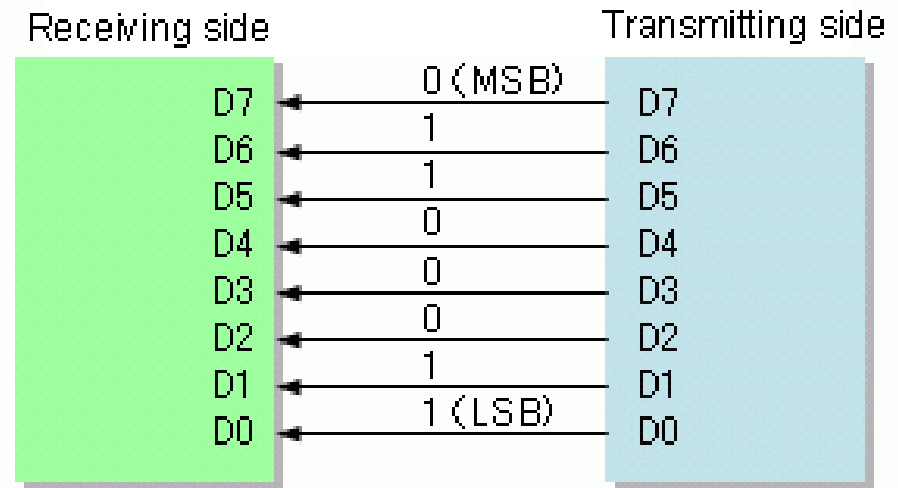 Receiving side Transmitting side
0(MSB)
D7 D7
1
D6 D6
1
D5 D5
0
D4 D4
0
D3 D3
0
D2 D2
1
D1 D1
1(LSB)
D0 D0